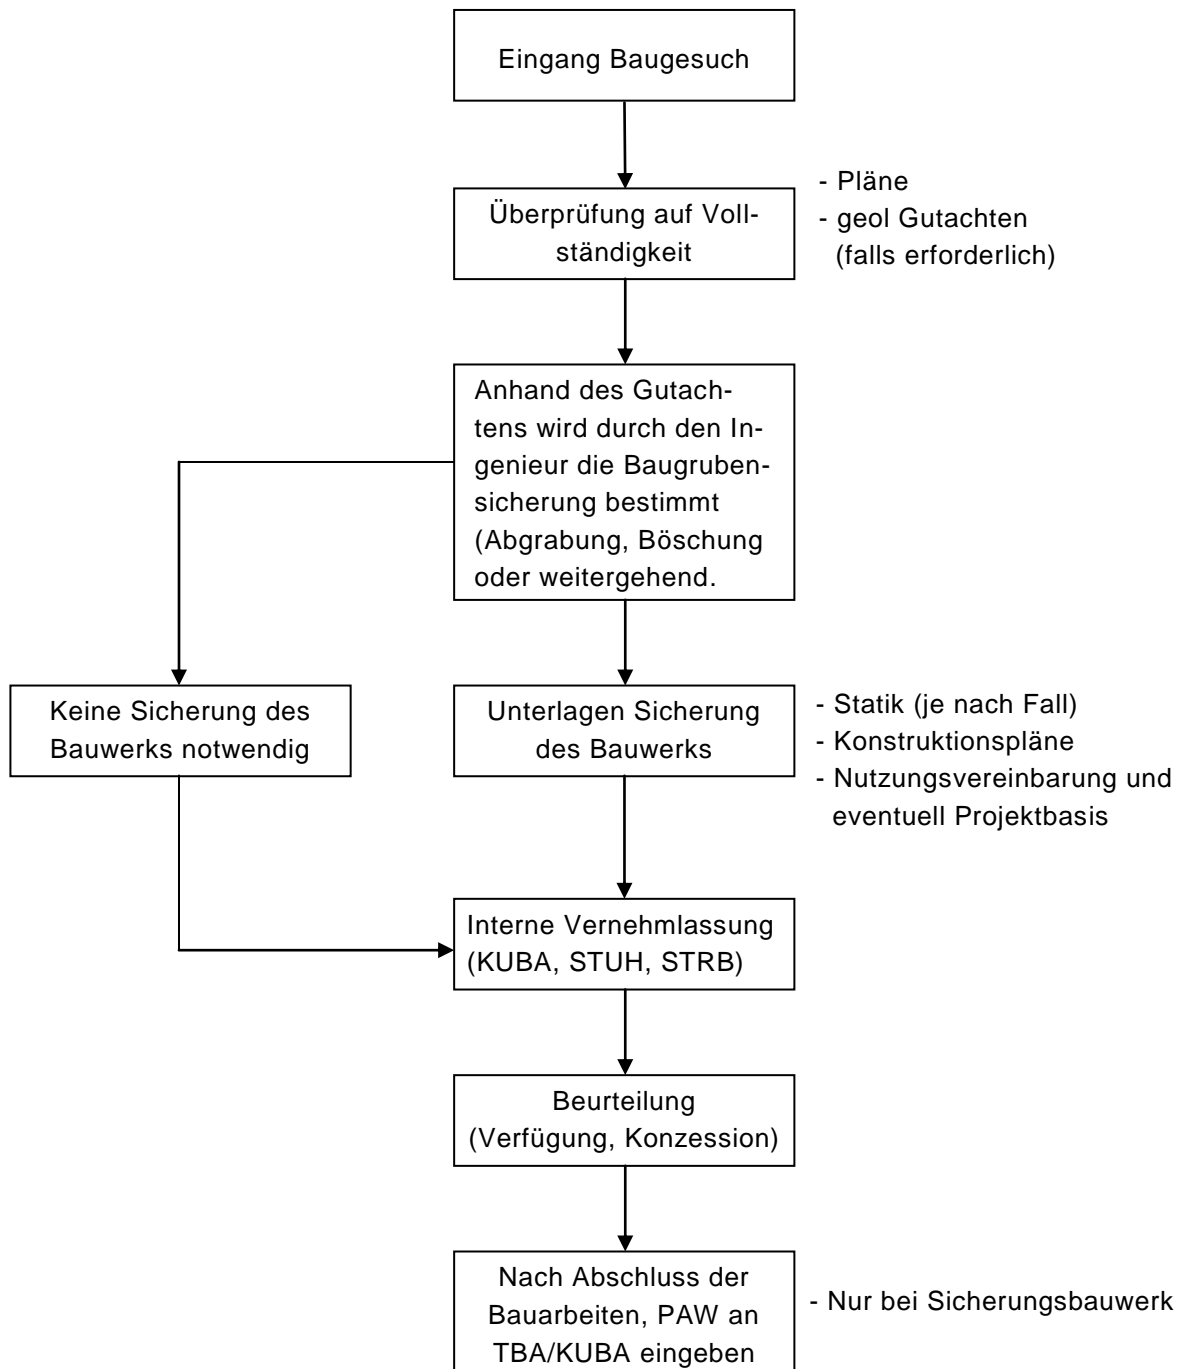 Eingang Baugesuch
Überprüfung auf Voll-
ständigkeit
- Pläne
- geol Gutachten
(falls erforderlich)
Anhand des Gutach-
tens wird durch den In-
genieur die Baugruben-
sicherung bestimmt
(Abgrabung, Böschung
oder weitergehend.
Keine Sicherung des
Bauwerks notwendig
Unterlagen Sicherung
des Bauwerks
- Statik (je nach Fall)
- Konstruktionspläne
- Nutzungsvereinbarung und
eventuell Projektbasis
Interne Vernehmlassung
(KUBA, STUH, STRB)
Beurteilung
(Verfügung, Konzession)
Nach Abschluss der
Bauarbeiten, PAW an
TBA/KUBA eingeben
- Nur bei Sicherungsbauwerk